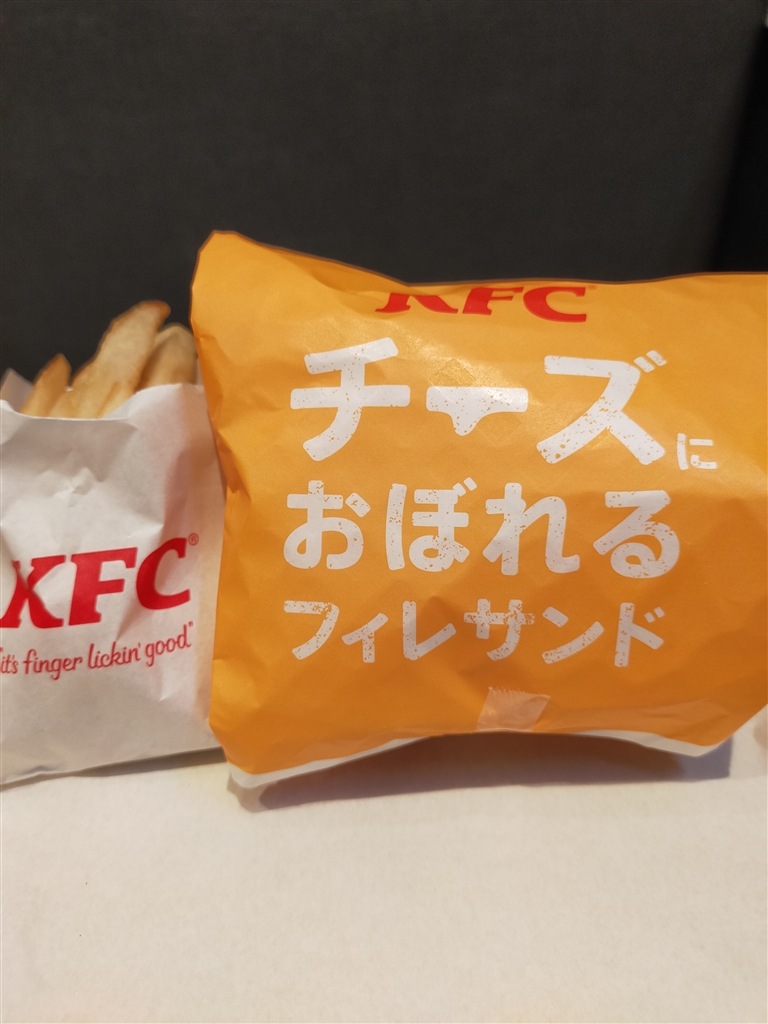 KFC
チーズに
おぼれる
フィレサンド
KFC®
"it's finger lickin' good"